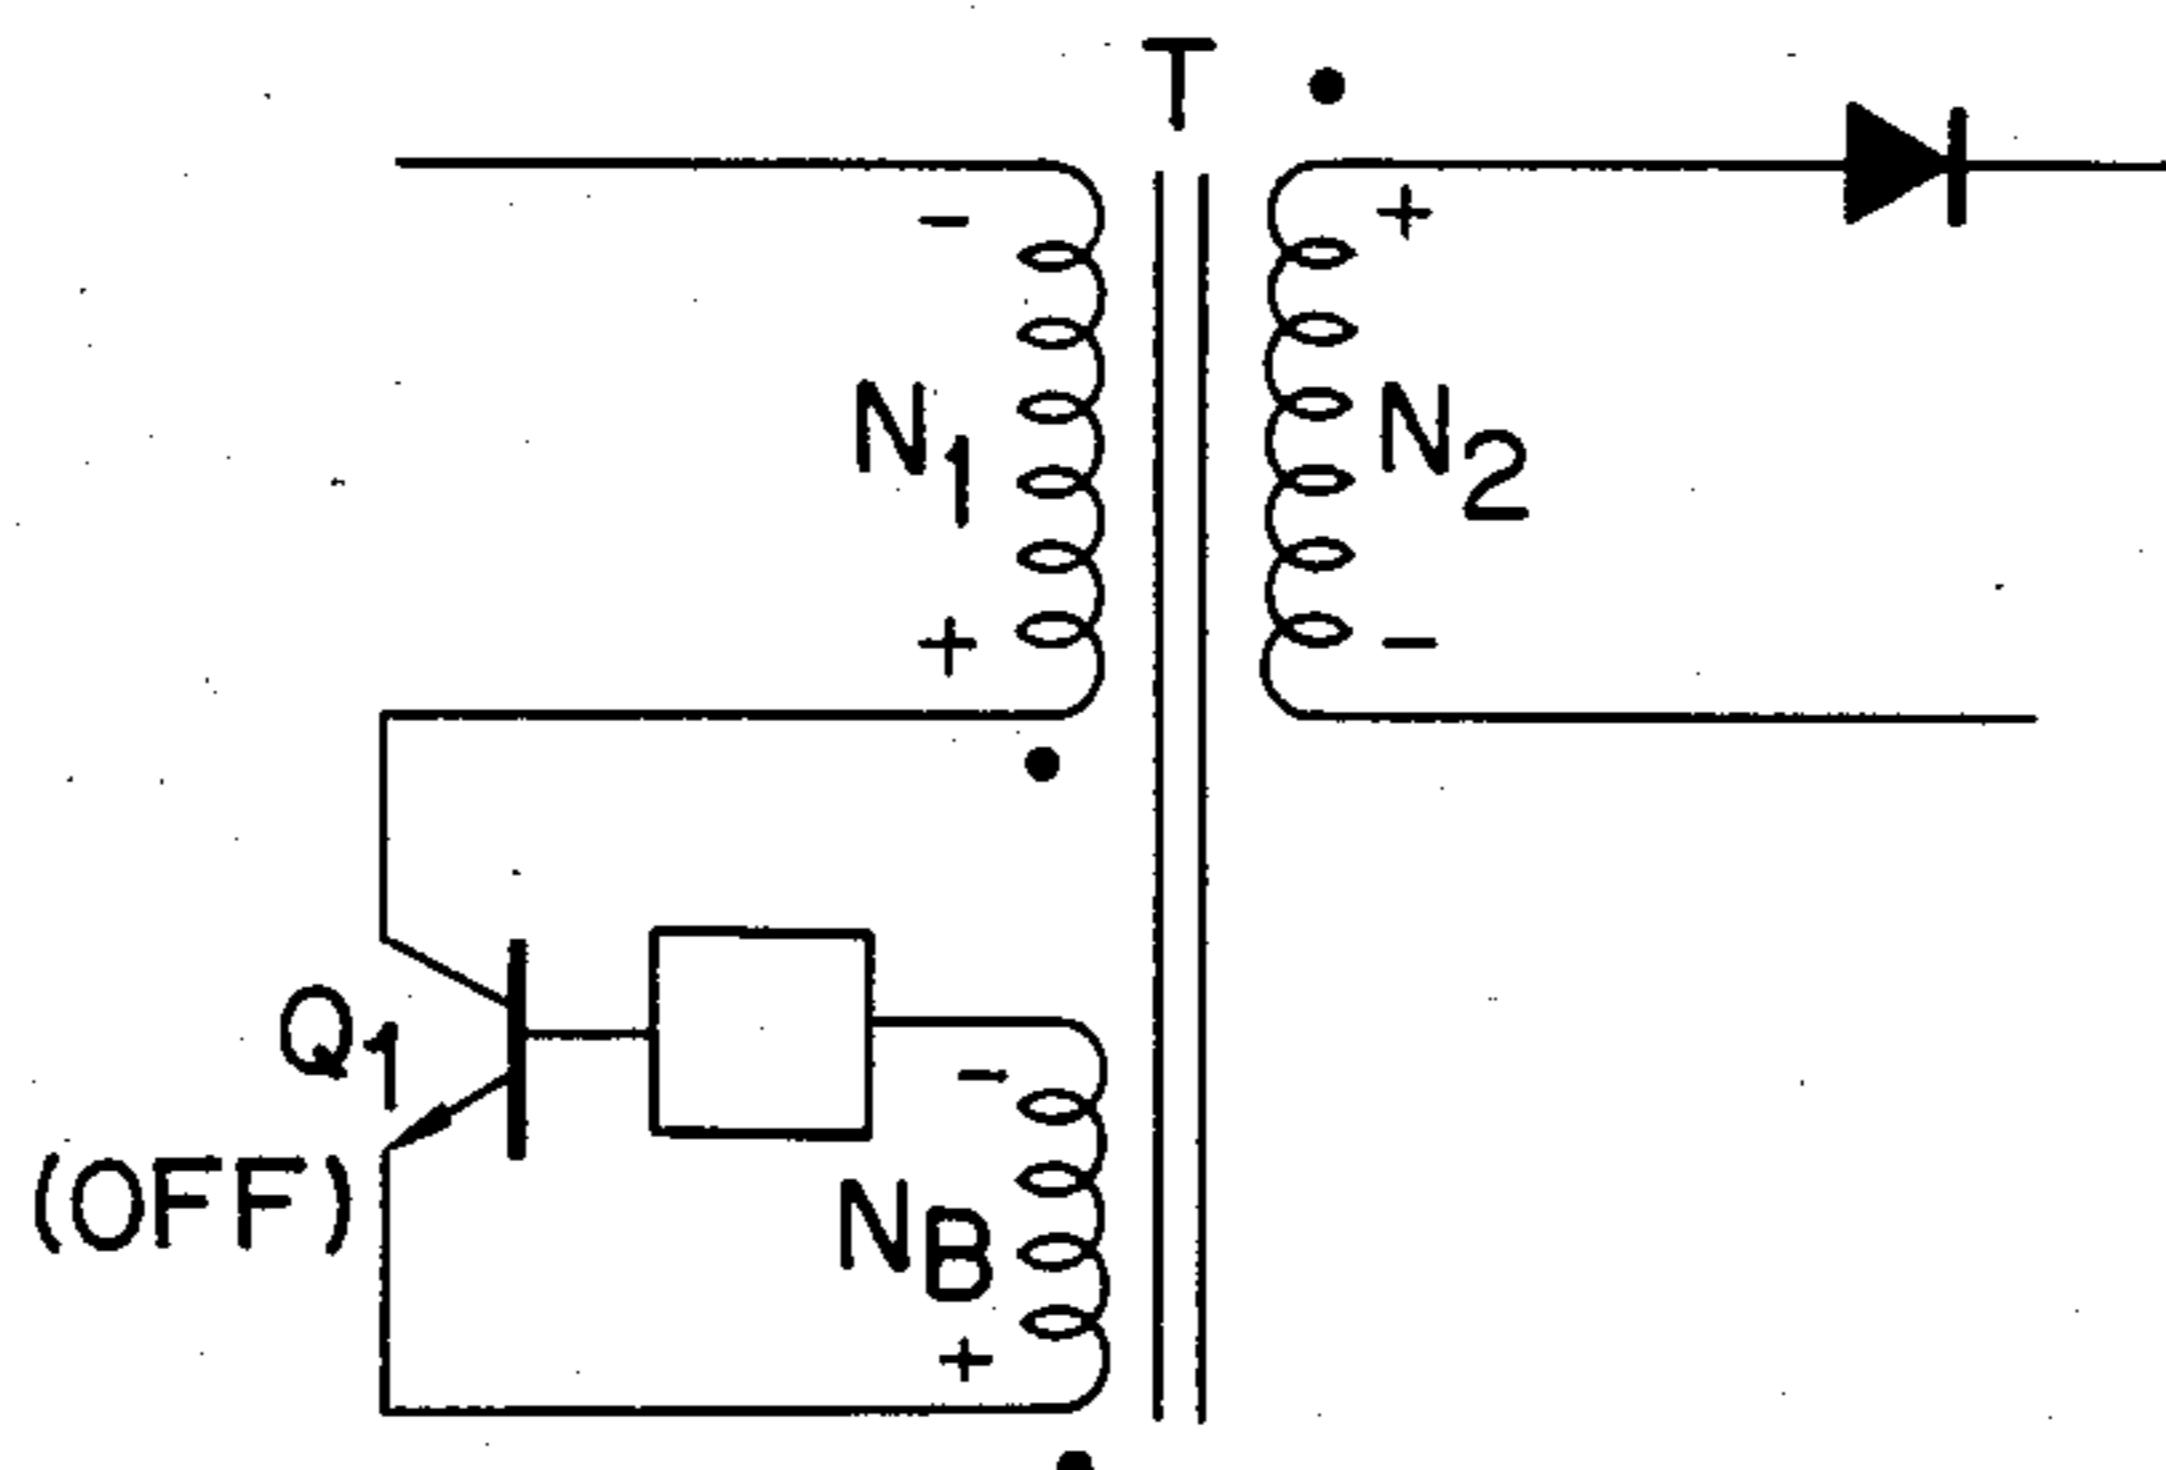 T
- +
N1 N2
+ -
Q1
(OFF)
-
NB
+